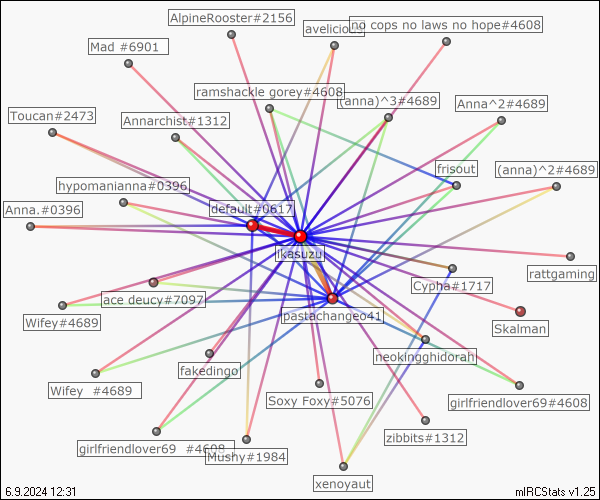 AlpineRooster#2156
avelicious
no cops no laws no hope#4608
Mad #6901
ramshackle gorey#4608
(anna)^3#4689
Anna^2#4689
Toucan#2473
Annarchist#1312
frisout
(anna)^2#4689
hypomanianna#0396
default#0617
Anna.#0396
ikasuzu
rattgaming
Cypha#1717
ace deucy#7097
pastachangeo41
Wifey#4689
Skalman
neokingghidorah
fakedingo
Wifey #4689
Soxy Foxy#5076
girlfriendlover69#4608
zibbits#1312
girlfriendlover69 #4608
Mushy#1984
xenoyaut
6.9.2024 12:31
mIRCStats v1.25